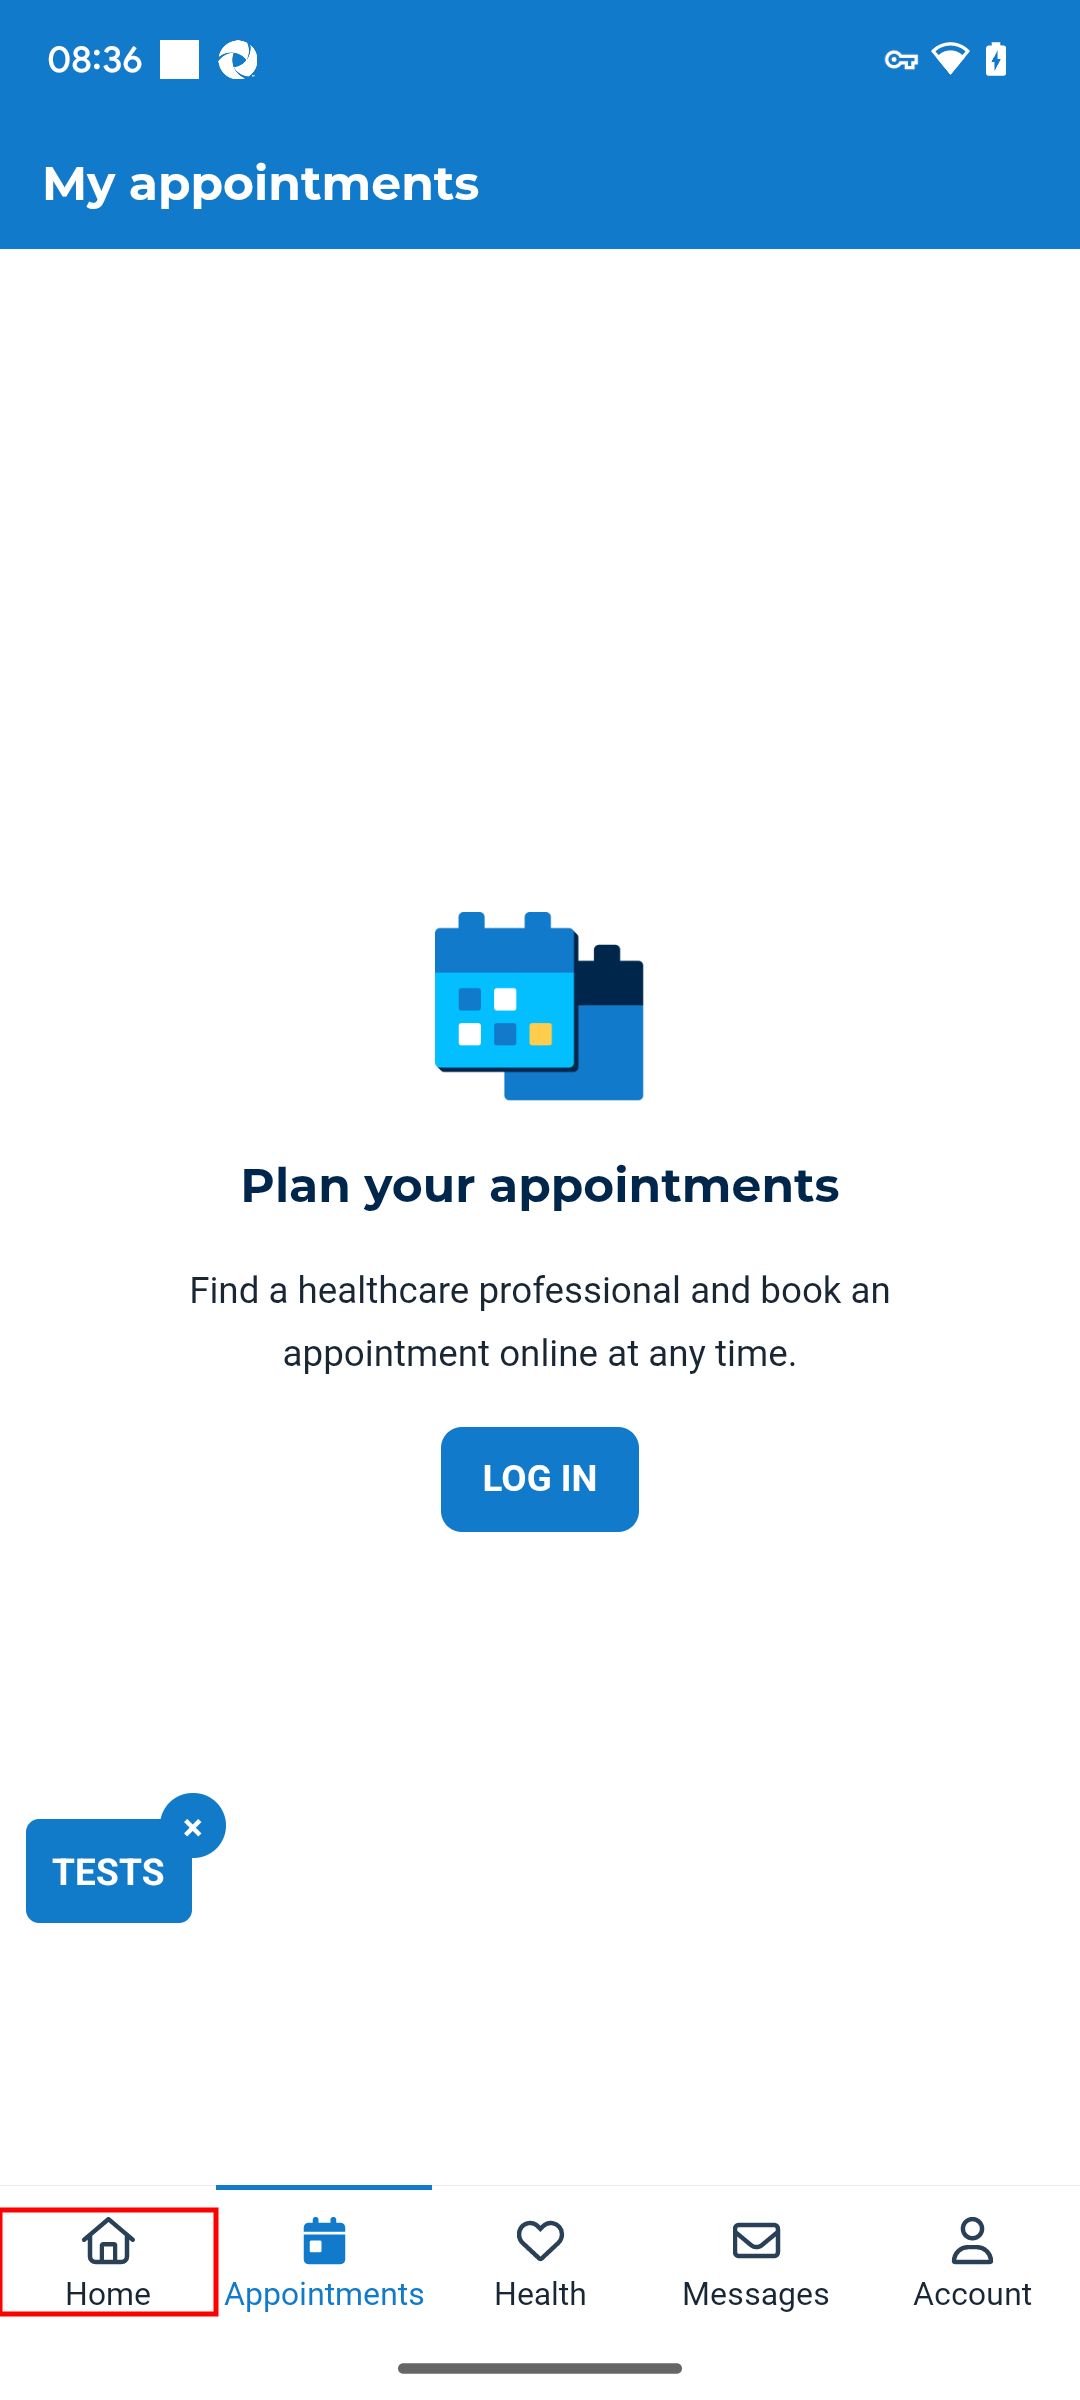 08:36
My appointments
Plan your appointments
Find a healthcare professional and book an
appointment online at any time.
LOG IN
×
TESTS
Home
Appointments
Health
Messages
Account